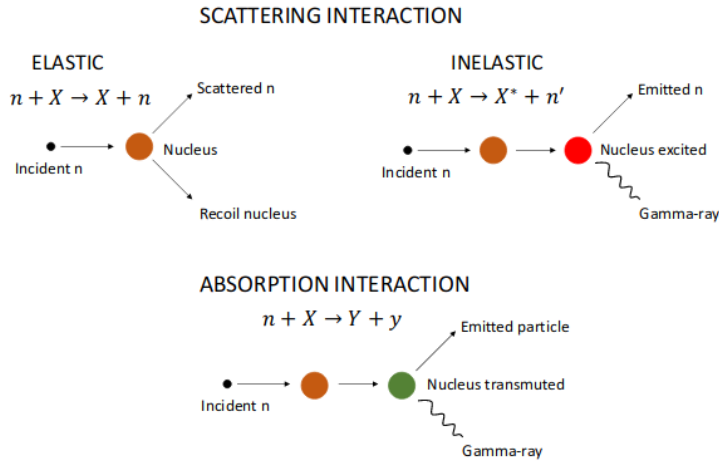 SCATTERING INTERACTION
ELASTIC
n + X → X + n
Scattered n
Nucleus
Incident n
Recoil nucleus
INELASTIC
n + X → X* + n′
Emitted n
Nucleus excited
Incident n
Gamma-ray
ABSORPTION INTERACTION
n + X → Y + y
Emitted particle
Nucleus transmuted
Incident n
Gamma-ray